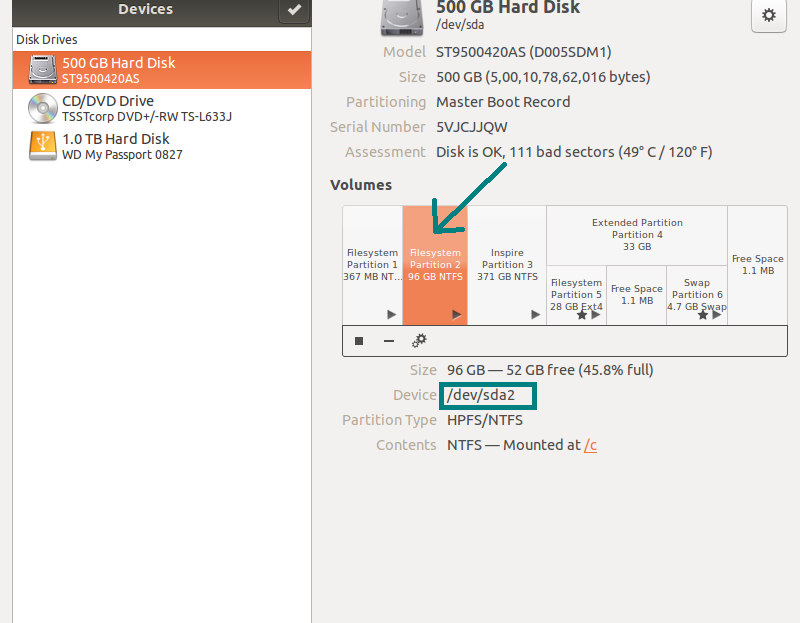 Devices
Disk Drives
500 GB Hard Disk
ST9500420AS
CD/DVD Drive
TSSTcorp DVD+/-RW TS-L633J
1.0 TB Hard Disk
WD My Passport 0827
500 GB Hard Disk
/dev/sda
Model ST9500420AS (D005SDM1)
Size 500 GB (5,00,10,78,62,016 bytes)
Partitioning Master Boot Record
Serial Number 5VJCJJQW
Assessment Disk is OK, 111 bad sectors (49° C / 120° F)
Volumes
Filesystem
Partition 1
367 MB NT...
Filesystem
Partition 2
96 GB NTFS
Inspire
Partition 3
371 GB NTFS
Extended Partition
Partition 4
33 GB
Filesystem
Partition 5
28 GB Ext4
Free Space
1.1 MB
Swap
Partition 6
4.7 GB Swap
Free Space
1.1 MB
Size 96 GB — 52 GB free (45.8% full)
Device /dev/sda2
Partition Type HPFS/NTFS
Contents NTFS — Mounted at /c